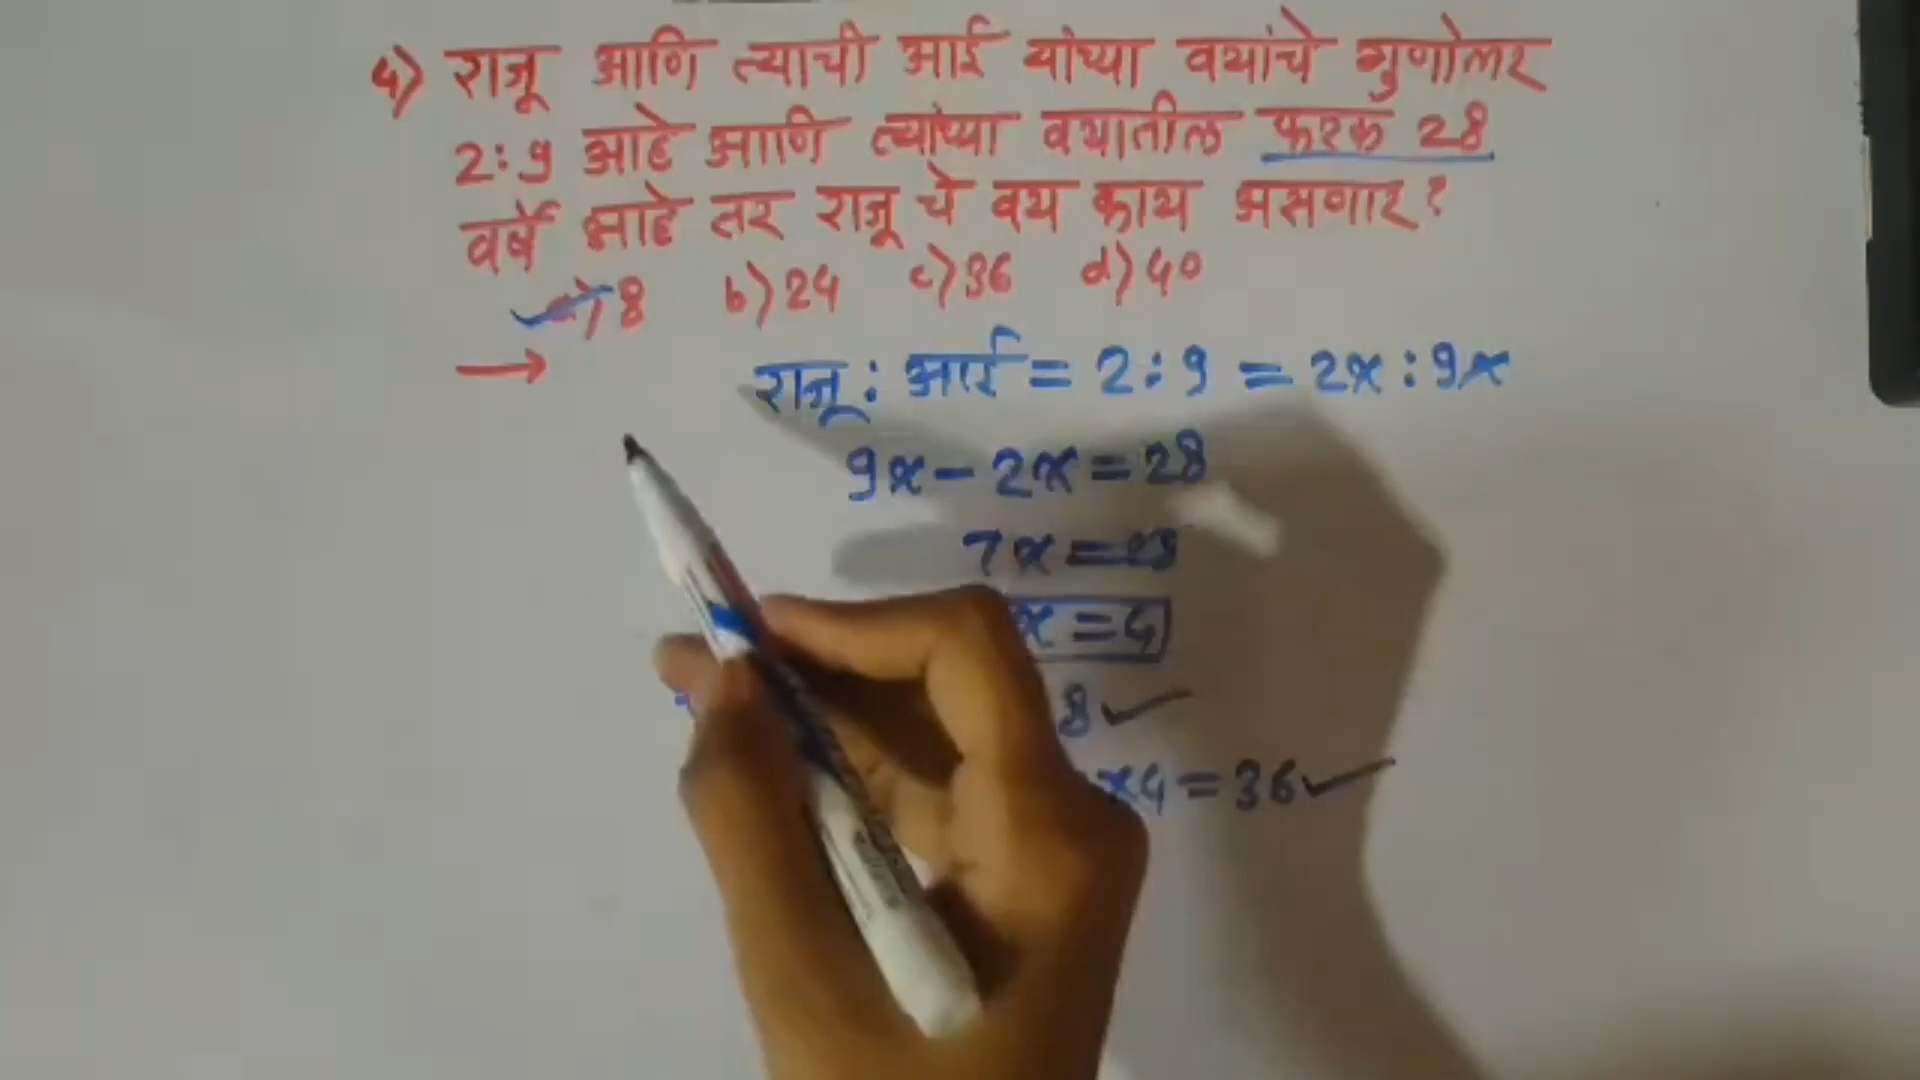 4) राजू आणि त्याची आई यांच्या वयांचे गुणोत्तर
2:9 आहे आणि त्यांच्या वयातील फरक 28
वर्षे आहे तर राजू चे वय काय असणार?
a) 8 b) 24 c) 36 d) 40
→ राजू : आई = 2:9 = 2x : 9x
9x - 2x = 28
7x = 28
x = 4
8 ✓
x4 = 36 ✓